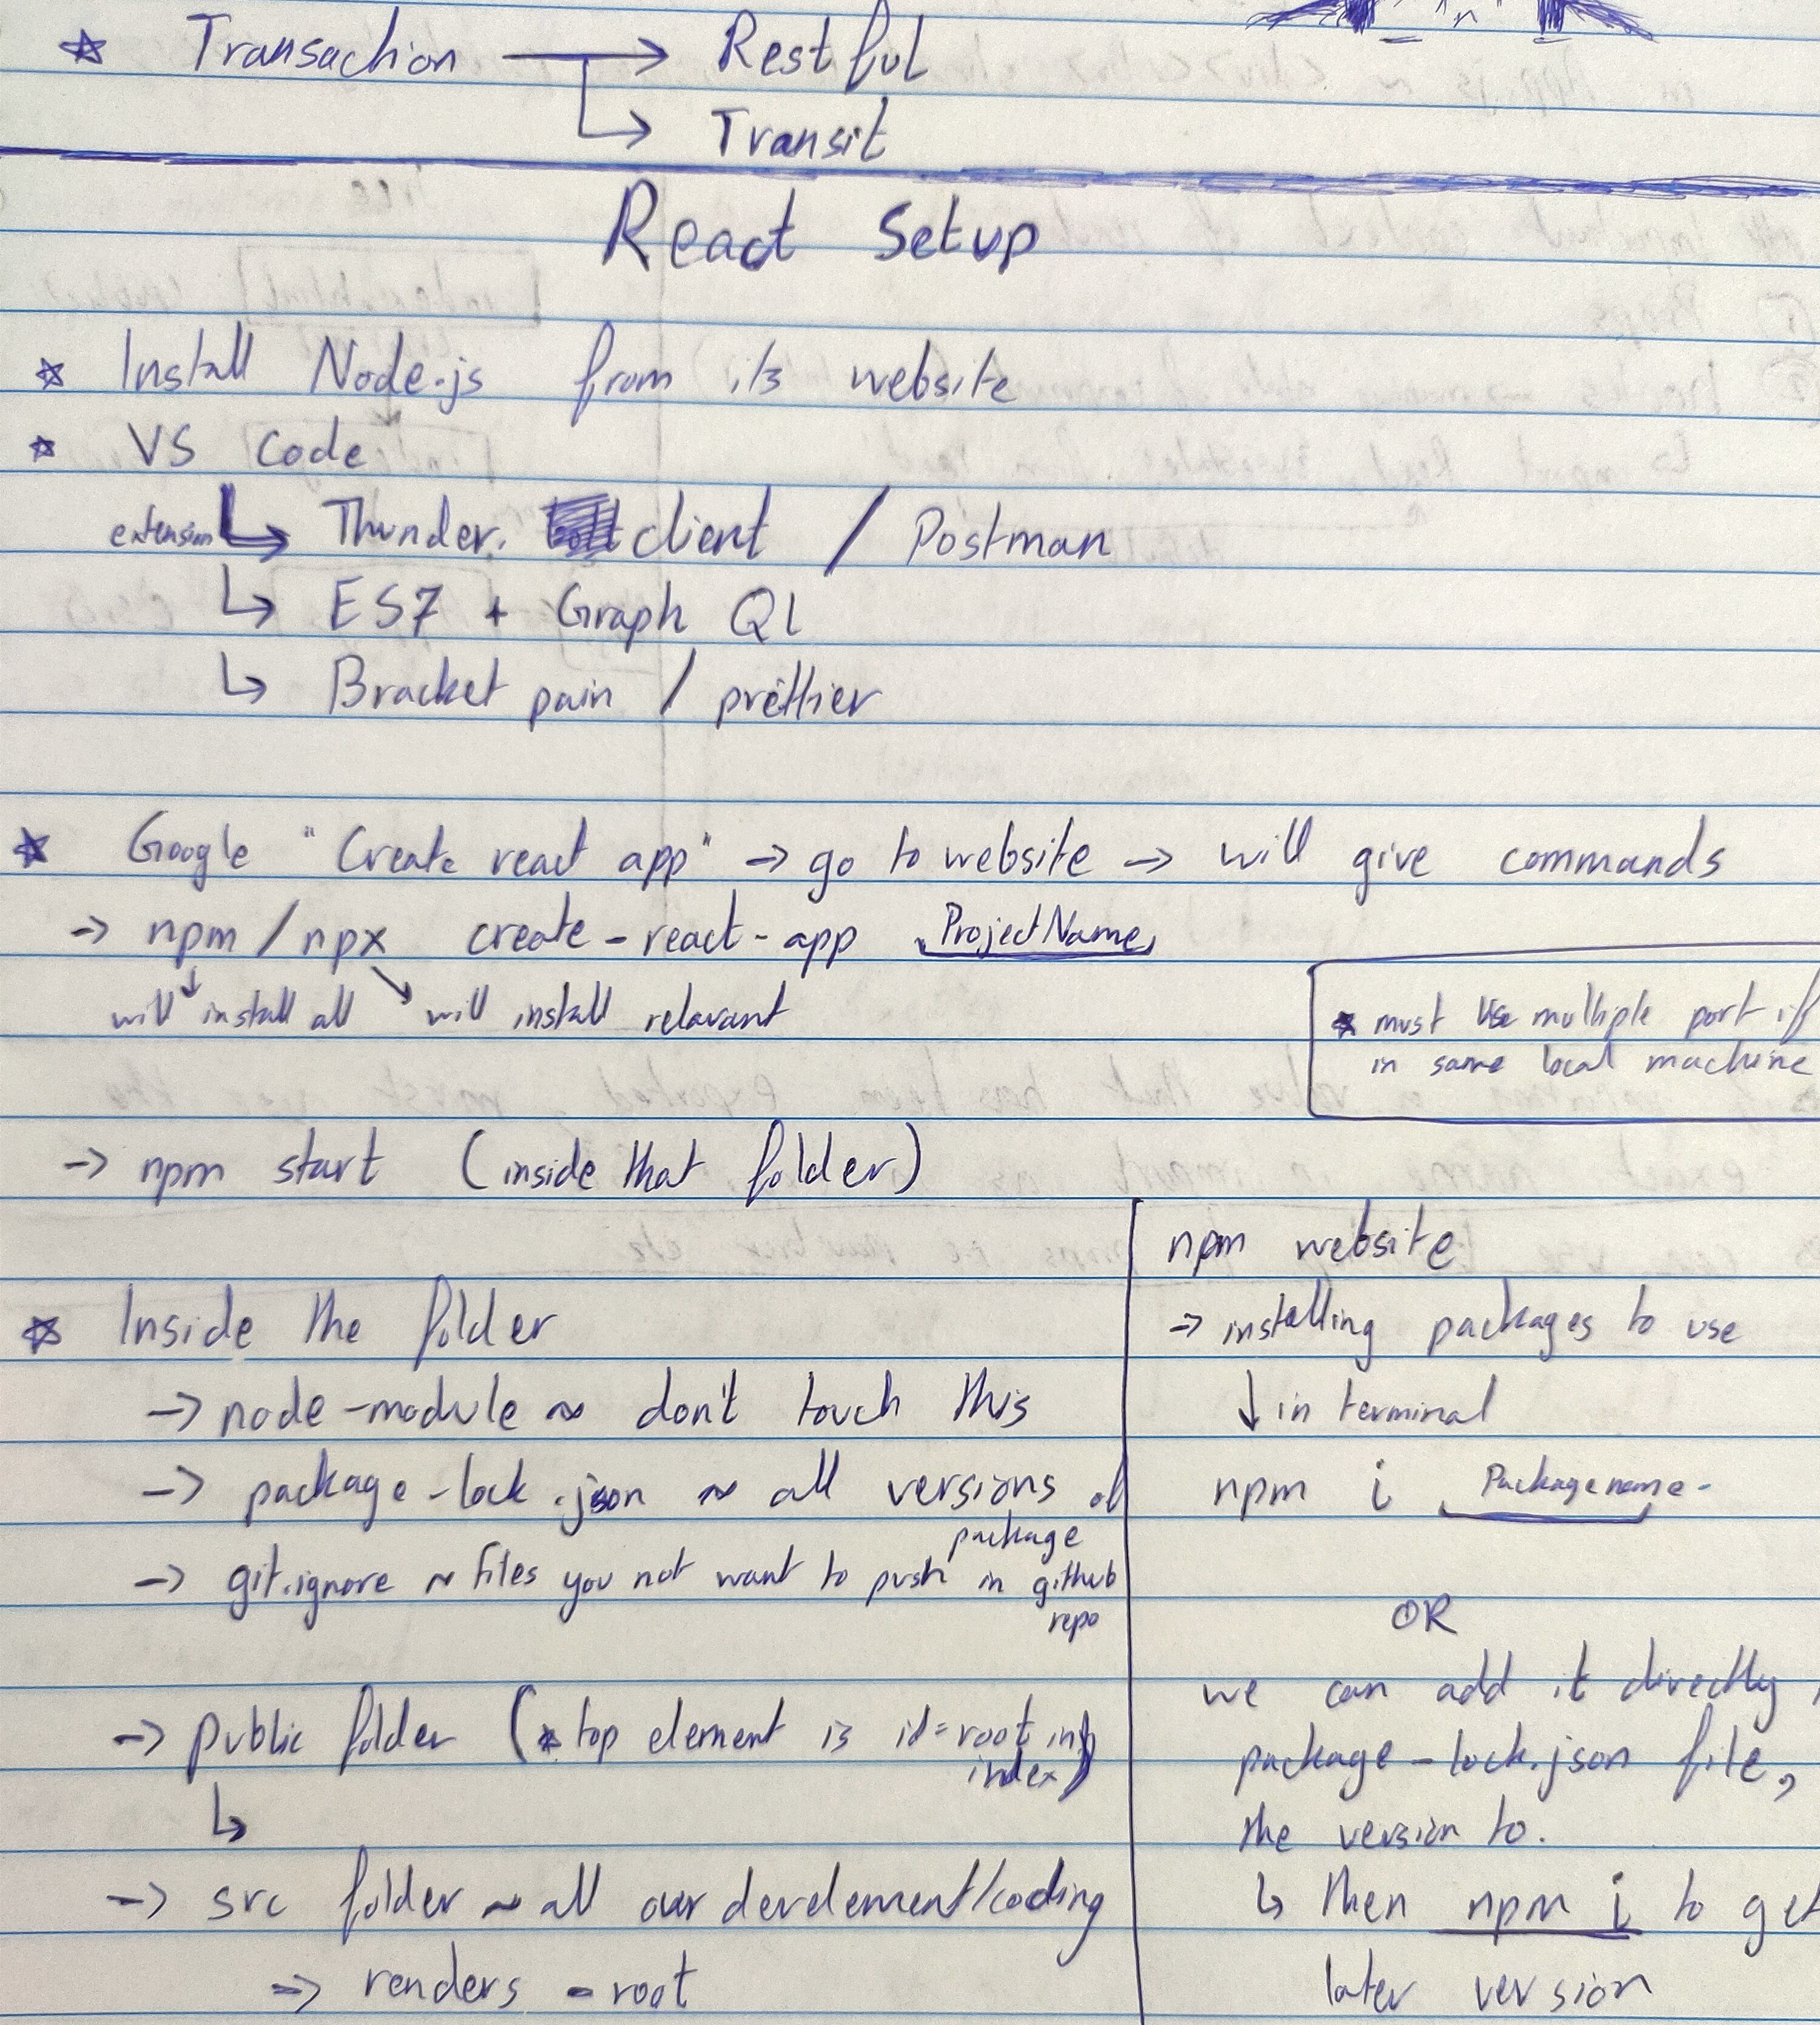 ☆ Transaction → Restful
↳ Transit
React Setup
☆ Install Node.js from its website
☆ VS Code
extension ↳ Thunder. client / Postman
↳ ES7 + Graph Ql
↳ Bracket pain / prettier
☆ Google "Create react app" → go to website → will give commands
→ npm / npx create-react-app ProjectName
will install all will install relavant
☆ must use multiple port if
in same local machine
→ npm start (inside that folder)
☆ Inside the folder
→ node-module ~ don't touch this
→ package-lock.json ~ all versions of
package
→ git.ignore ~ files you not want to push in github
repo
→ public folder (☆ top element is id=root in
index)
↳
→ src folder ~ all our develement/coding
⇒ renders - root
npm website
→ installing packages to use
↓ in terminal
npm i Packagename
OR
we can add it directly
package-lock.json file,
the version to.
↳ then npm i to get
later version